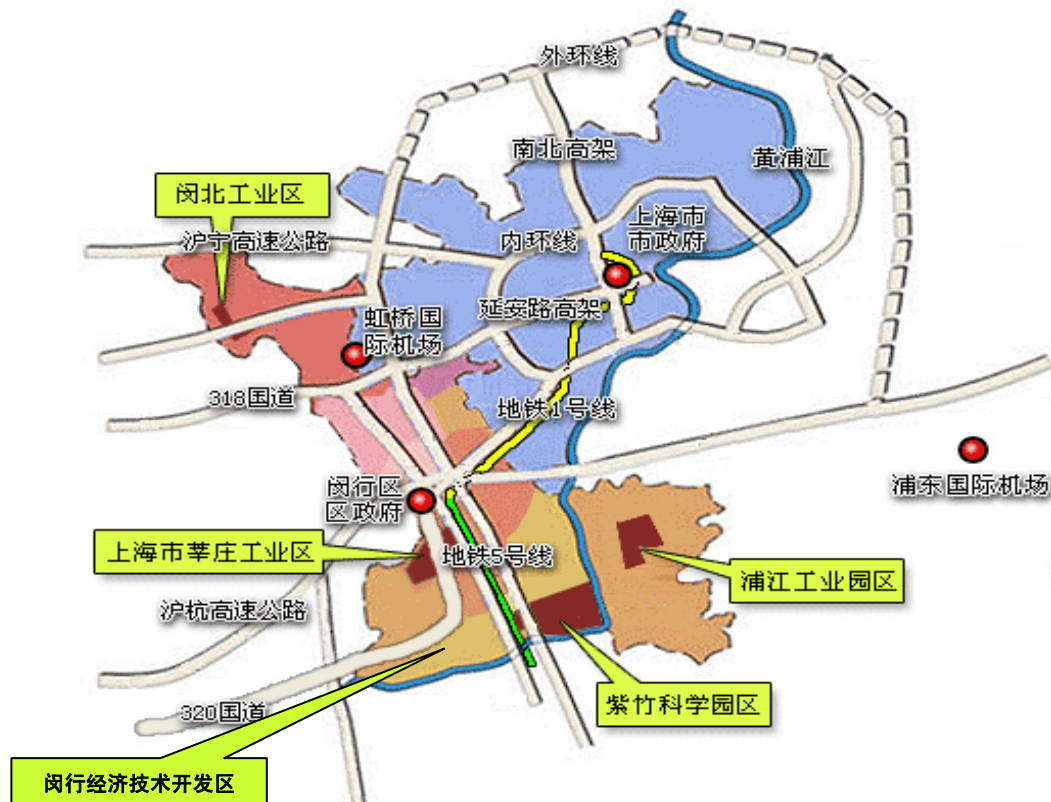 外环线
南北高架
黄浦江
闵北工业区
沪宁高速公路
内环线
上海市
市政府
延安路高架
虹桥国
际机场
318国道
地铁1号线
闵行区
区政府
浦东国际机场
上海市莘庄工业区
地铁5号线
浦江工业园区
沪杭高速公路
紫竹科学园区
320国道
闵行经济技术开发区